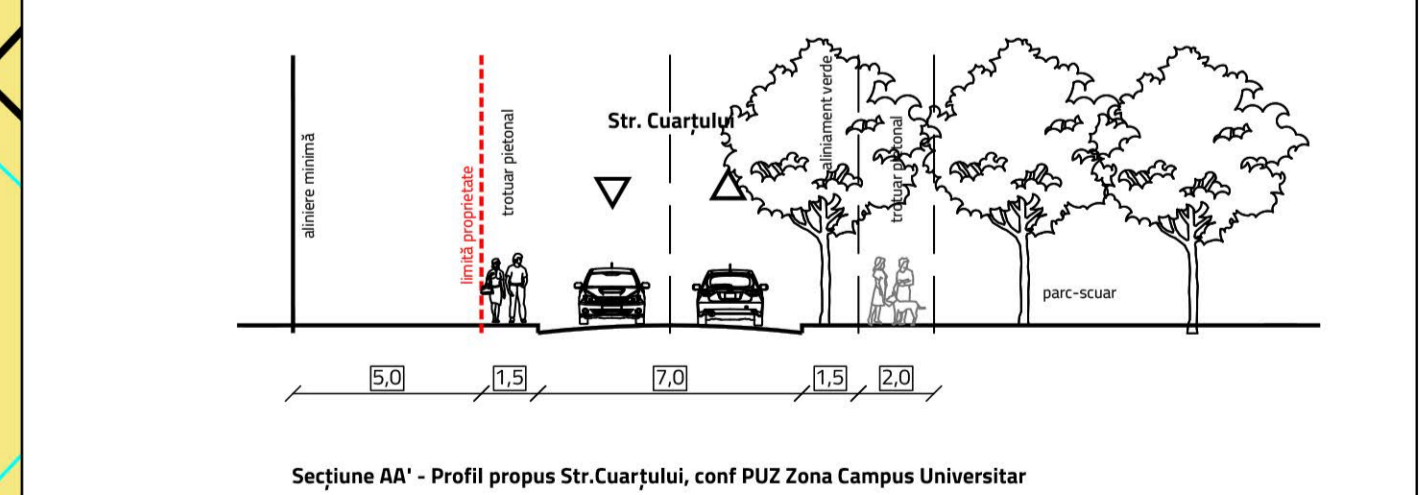 aliniere minimă
limită proprietate
trotuar pietonal
Str. Cuarțului
aliniament verde
trotuar pietonal
parc-scuar
5,0
1,5
7,0
1,5
2,0
Secțiune AA' - Profil propus Str.Cuarțului, conf PUZ Zona Campus Universitar